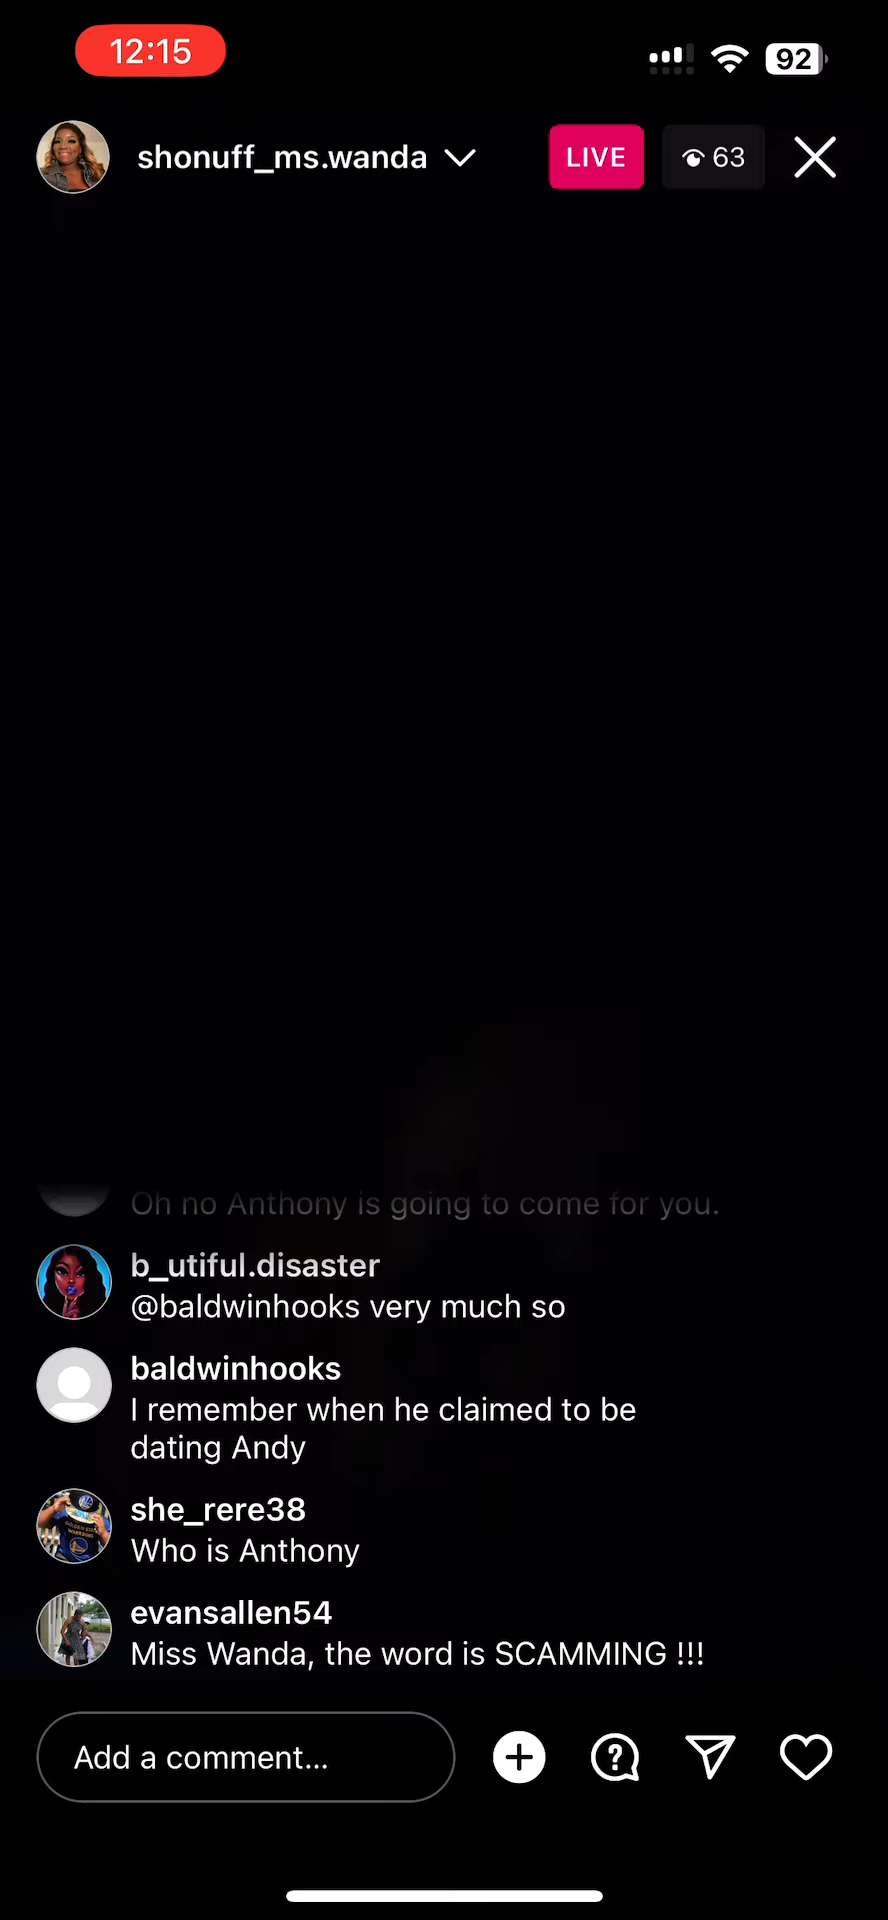 12:15
92
shonuff_ms.wanda
LIVE
63
Oh no Anthony is going to come for you.
b_utiful.disaster
@baldwinhooks very much so
baldwinhooks
I remember when he claimed to be
dating Andy
she_rere38
Who is Anthony
evansallen54
Miss Wanda, the word is SCAMMING !!!
Add a comment...